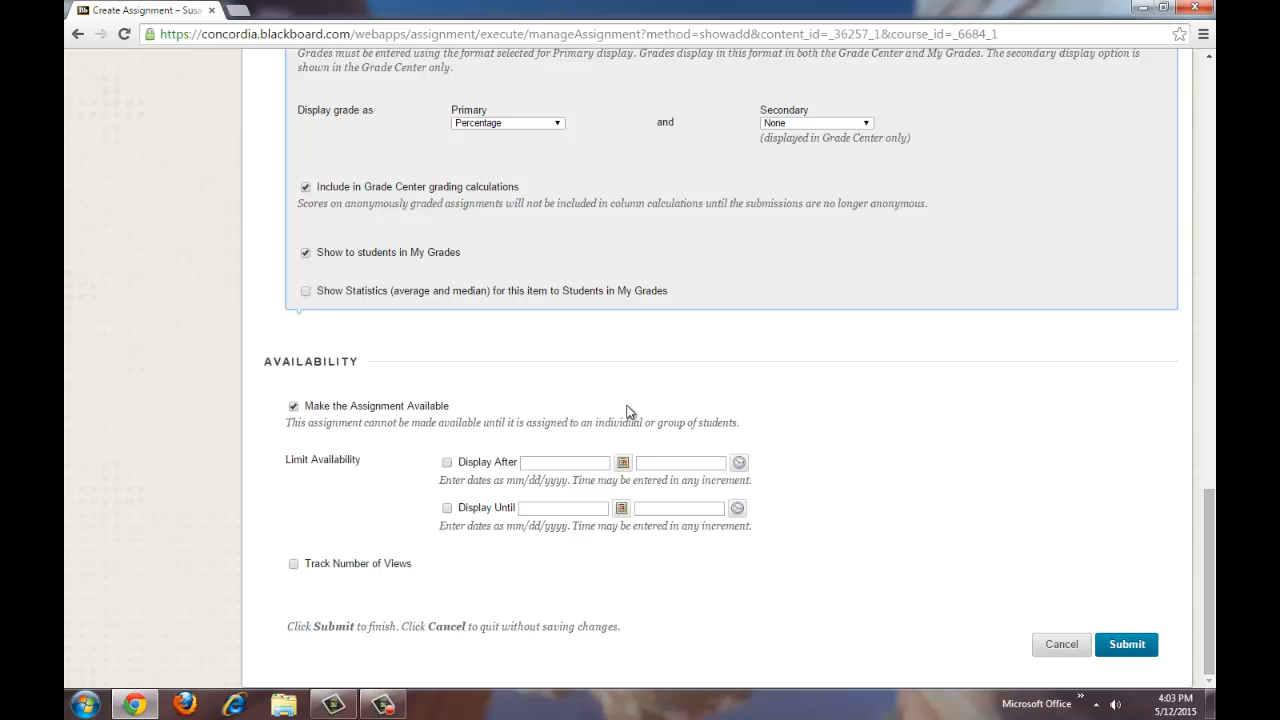 Create Assignment – Susa
https://concordia.blackboard.com/webapps/assignment/execute/manageAssignment?method=showadd&content_id=_36257_1&course_id=_6684_1
Grades must be entered using the format selected for Primary display. Grades display in this format in both the Grade Center and My Grades. The secondary display option is
shown in the Grade Center only.
Display grade as
Primary
Percentage
and
Secondary
None
(displayed in Grade Center only)
Include in Grade Center grading calculations
Scores on anonymously graded assignments will not be included in column calculations until the submissions are no longer anonymous.
Show to students in My Grades
Show Statistics (average and median) for this item to Students in My Grades
AVAILABILITY
Make the Assignment Available
This assignment cannot be made available until it is assigned to an individual or group of students.
Limit Availability
Display After
Enter dates as mm/dd/yyyy. Time may be entered in any increment.
Display Until
Enter dates as mm/dd/yyyy. Time may be entered in any increment.
Track Number of Views
Click Submit to finish. Click Cancel to quit without saving changes.
Cancel
Submit
Microsoft Office
4:03 PM
5/12/2015